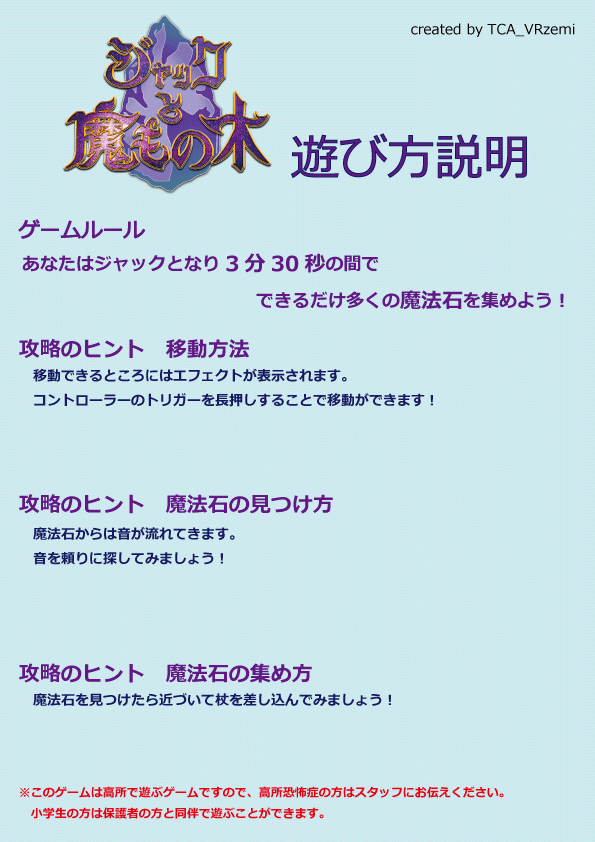 created by TCA_VRzemi
ジャック
と
魔もの木
遊び方説明
ゲームルール
あなたはジャックとなり 3 分 30 秒の間で
できるだけ多くの魔法石を集めよう！
攻略のヒント　移動方法
移動できるところにはエフェクトが表示されます。
コントローラーのトリガーを長押しすることで移動ができます！
攻略のヒント　魔法石の見つけ方
魔法石からは音が流れてきます。
音を頼りに探してみましょう！
攻略のヒント　魔法石の集め方
魔法石を見つけたら近づいて杖を差し込んでみましょう！
※このゲームは高所で遊ぶゲームですので、高所恐怖症の方はスタッフにお伝えください。
小学生の方は保護者の方と同伴で遊ぶことができます。